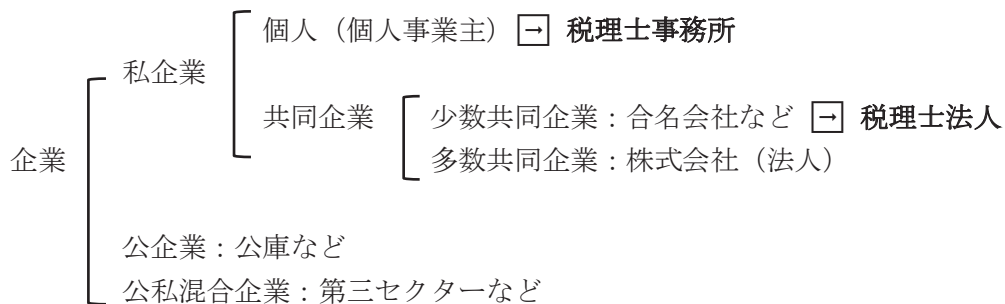 個人（個人事業主）→ 税理士事務所
私企業
共同企業 少数共同企業：合名会社など → 税理士法人
企業 多数共同企業：株式会社（法人）
公企業：公庫など
公私混合企業：第三セクターなど